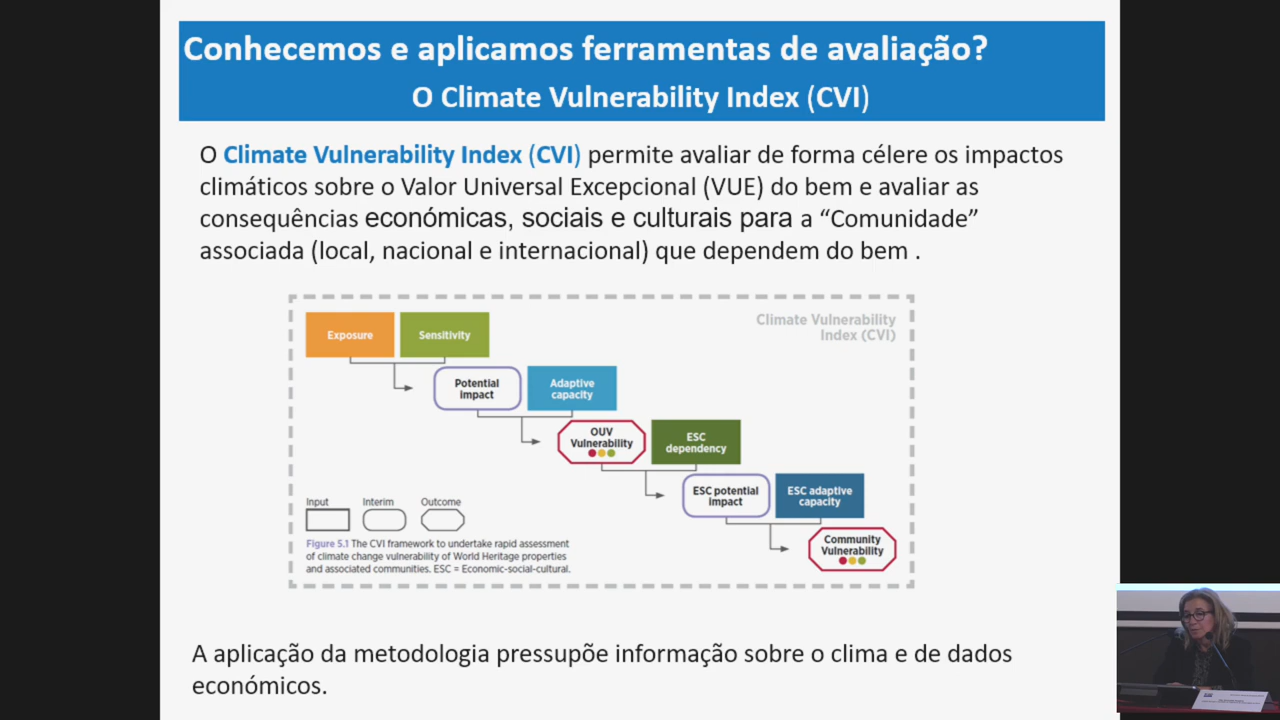 Conhecemos e aplicamos ferramentas de avaliação?
O Climate Vulnerability Index (CVI)
O Climate Vulnerability Index (CVI) permite avaliar de forma célere os impactos
climáticos sobre o Valor Universal Excepcional (VUE) do bem e avaliar as
consequências económicas, sociais e culturais para a “Comunidade”
associada (local, nacional e internacional) que dependem do bem .
Climate Vulnerability
Index (CVI)
Exposure
Sensitivity
Potential
impact
Adaptive
capacity
OUV
Vulnerability
ESC
dependency
ESC potential
impact
ESC adaptive
capacity
Community
Vulnerability
Input
Interim
Outcome
Figure 5.1 The CVI framework to undertake rapid assessment
of climate change vulnerability of World Heritage properties
and associated communities. ESC = Economic-social-cultural.
A aplicação da metodologia pressupõe informação sobre o clima e de dados
económicos.